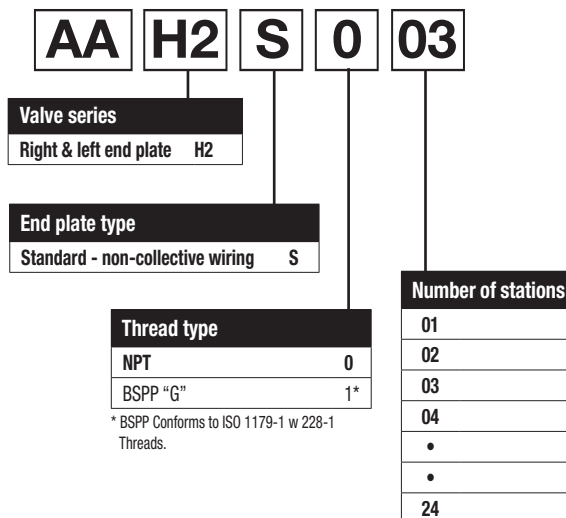 AA H2 S 0 03
Valve series
Right & left end plate H2
End plate type
Standard - non-collective wiring S
Thread type
NPT 0
BSPP “G” 1*
* BSPP Conforms to ISO 1179-1 w 228-1
Threads.
Number of stations
01
02
03
04
•
•
24